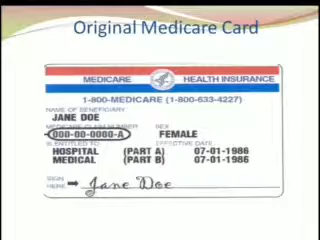 Original Medicare Card
MEDICARE HEALTH INSURANCE
1-800-MEDICARE (1-800-633-4227)
NAME OF BENEFICIARY
JANE DOE
MEDICARE CLAIM NUMBER SEX
000-00-0000-A FEMALE
IS ENTITLED TO EFFECTIVE DATE
HOSPITAL (PART A) 07-01-1986
MEDICAL (PART B) 07-01-1986
SIGN
HERE Jane Doe